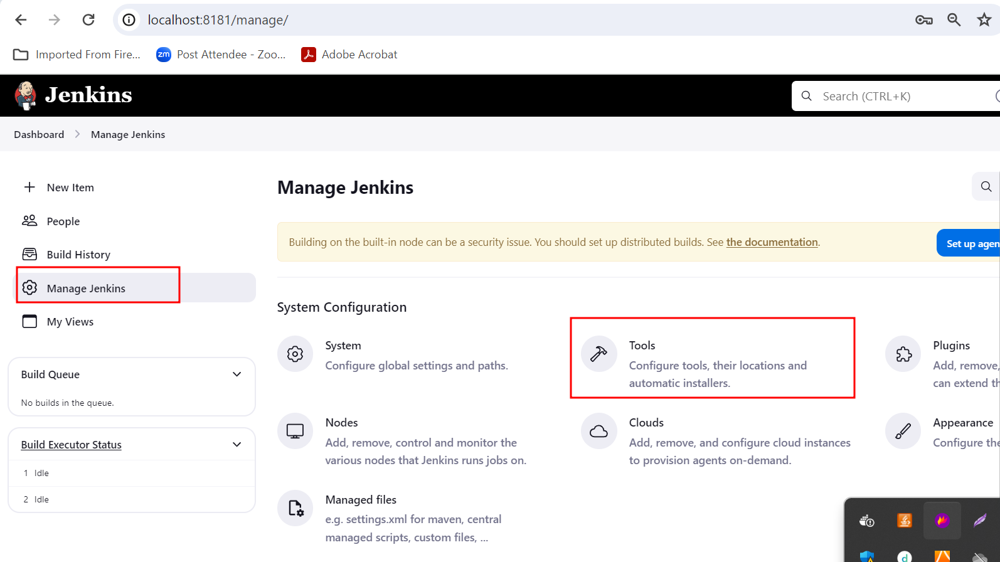 localhost:8181/manage/
Imported From Fire...
zm Post Attendee - Zoo...
Adobe Acrobat
Jenkins
Search (CTRL+K)
Dashboard
Manage Jenkins
New Item
People
Build History
Manage Jenkins
My Views
Build Queue
No builds in the queue.
Build Executor Status
1 Idle
2 Idle
Manage Jenkins
Building on the built-in node can be a security issue. You should set up distributed builds. See the documentation.
Set up agen
System Configuration
System
Configure global settings and paths.
Tools
Configure tools, their locations and
automatic installers.
Plugins
Add, remove,
can extend th
Nodes
Add, remove, control and monitor the
various nodes that Jenkins runs jobs on.
Clouds
Add, remove, and configure cloud instances
to provision agents on-demand.
Appearance
Configure the
Managed files
e.g. settings.xml for maven, central
managed scripts, custom files, ...